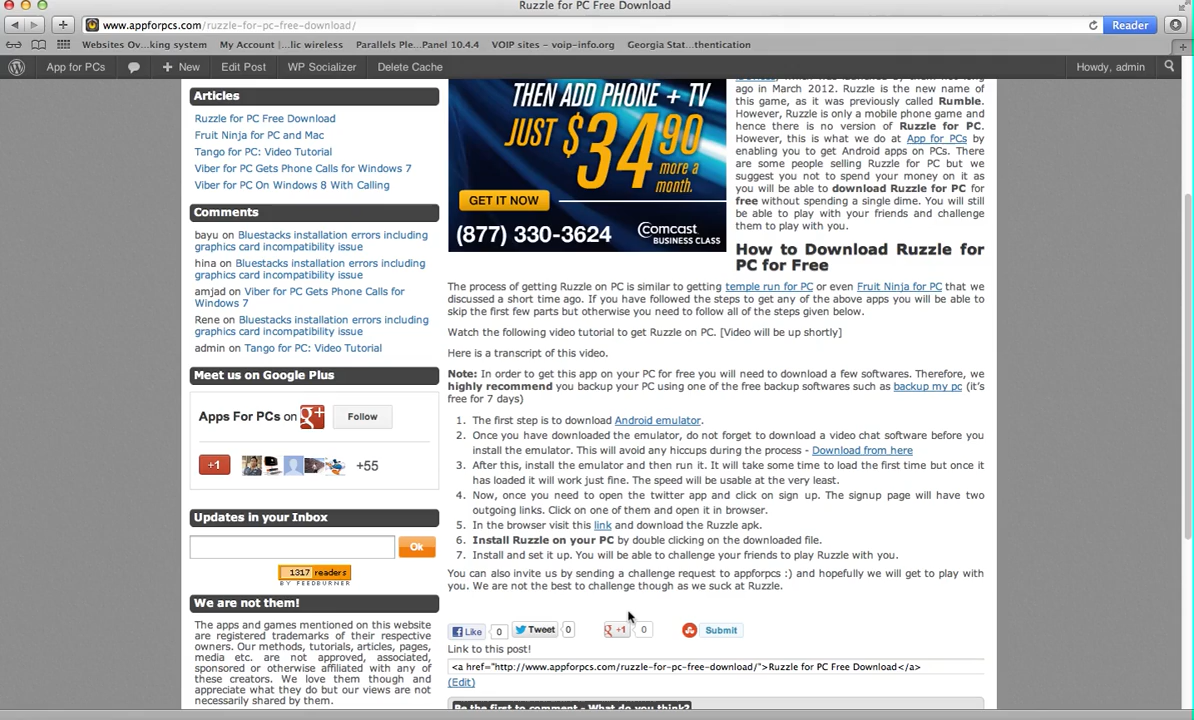 Ruzzle for PC Free Download
www.appforpcs.com/ruzzle-for-pc-free-download/
Reader
Websites Ov...king system
My Account |...lic wireless
Parallels Ple...Panel 10.4.4
VOIP sites - voip-info.org
Georgia Stat...thentication
App for PCs
+ New
Edit Post
WP Socializer
Delete Cache
Howdy, admin
Articles
Ruzzle for PC Free Download
Fruit Ninja for PC and Mac
Tango for PC: Video Tutorial
Viber for PC Gets Phone Calls for Windows 7
Viber for PC On Windows 8 With Calling
Comments
bayu on Bluestacks installation errors including
graphics card incompatibility issue
hina on Bluestacks installation errors including
graphics card incompatibility issue
amjad on Viber for PC Gets Phone Calls for
Windows 7
Rene on Bluestacks installation errors including
graphics card incompatibility issue
admin on Tango for PC: Video Tutorial
Meet us on Google Plus
Apps For PCs on g+ Follow
+1
+55
Updates in your Inbox
Ok
1317 readers
BY FEEDBURNER
We are not them!
The apps and games mentioned on this website
are registered trademarks of their respective
owners. Our methods, tutorials, articles, pages,
media etc. are not approved, associated,
sponsored or otherwise affiliated with any of
these creators. We love them though and
appreciate what they do but our views are not
necessarily shared by them.
THEN ADD PHONE + TV
JUST $34.90
more a
month.
GET IT NOW
(877) 330-3624
Comcast
BUSINESS CLASS
ago in March 2012. Ruzzle is the new name of
this game, as it was previously called Rumble.
However, Ruzzle is only a mobile phone game and
hence there is no version of Ruzzle for PC.
However, this is what we do at App for PCs by
enabling you to get Android apps on PCs. There
are some people selling Ruzzle for PC but we
suggest you not to spend your money on it as
you will be able to download Ruzzle for PC for
free without spending a single dime. You will still
be able to play with your friends and challenge
them to play with you.
How to Download Ruzzle for
PC for Free
The process of getting Ruzzle on PC is similar to getting temple run for PC or even Fruit Ninja for PC that we
discussed a short time ago. If you have followed the steps to get any of the above apps you will be able to
skip the first few parts but otherwise you need to follow all of the steps given below.
Watch the following video tutorial to get Ruzzle on PC. [Video will be up shortly]
Here is a transcript of this video.
Note: In order to get this app on your PC for free you will need to download a few softwares. Therefore, we
highly recommend you backup your PC using one of the free backup softwares such as backup my pc (it's
free for 7 days)
1. The first step is to download Android emulator.
2. Once you have downloaded the emulator, do not forget to download a video chat software before you
install the emulator. This will avoid any hiccups during the process - Download from here
3. After this, install the emulator and then run it. It will take some time to load the first time but once it
has loaded it will work just fine. The speed will be usable at the very least.
4. Now, once you need to open the twitter app and click on sign up. The signup page will have two
outgoing links. Click on one of them and open it in browser.
5. In the browser visit this link and download the Ruzzle apk.
6. Install Ruzzle on your PC by double clicking on the downloaded file.
7. Install and set it up. You will be able to challenge your friends to play Ruzzle with you.
You can also invite us by sending a challenge request to appforpcs :) and hopefully we will get to play with
you. We are not the best to challenge though as we suck at Ruzzle.
Like 0 Tweet 0 g +1 0 Submit
Link to this post!
<a href="http://www.appforpcs.com/ruzzle-for-pc-free-download/">Ruzzle for PC Free Download</a>
(Edit)
Be the first to comment - What do you think?